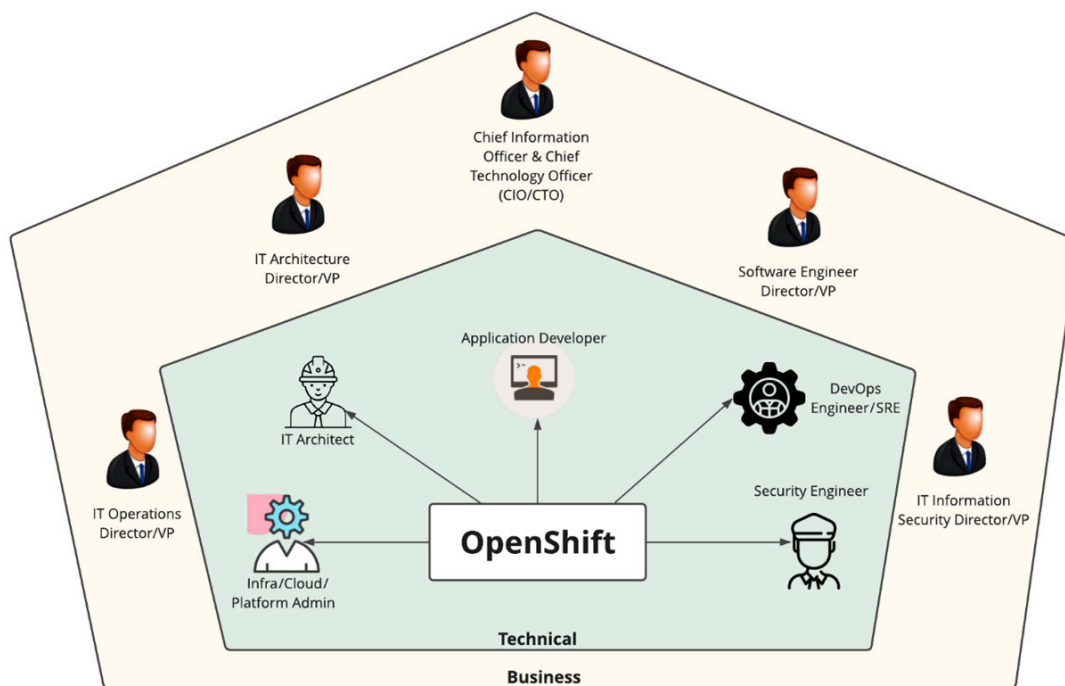 Chief Information
Officer & Chief
Technology Officer
(CIO/CTO)
IT Architecture
Director/VP
Software Engineer
Director/VP
Application Developer
DevOps
Engineer/SRE
IT Architect
Security Engineer
IT Operations
Director/VP
IT Information
Security Director/VP
OpenShift
Infra/Cloud/
Platform Admin
Technical
Business